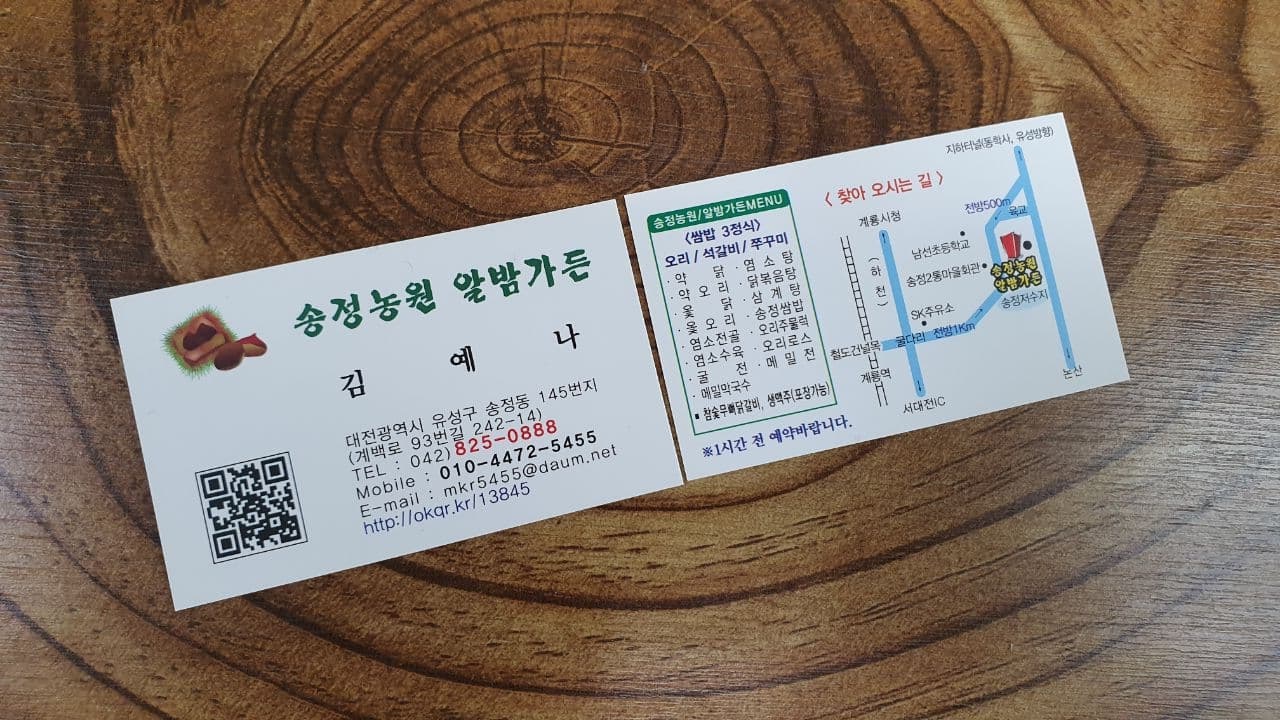 송정농원 알밤가든
김 예 나
대전광역시 유성구 송정동 145번지
(계백로 93번길 242-14)
TEL : 042) 825-0888
Mobile : 010-4472-5455
E-mail : mkr5455@daum.net
http://okqr.kr/13845
송정농원/알밤가든MENU
<쌈밥 3정식>
오리 / 석갈비 / 쭈꾸미
· 약 닭 · 염 소 탕
· 약 오 리 · 닭볶음탕
· 옻 닭 · 삼 계 탕
· 옻 오 리 · 송정쌈밥
· 염소전골 · 오리주물럭
· 염소수육 · 오리로스
· 굴 전 · 메 밀 전
· 메밀막국수
▪ 참숯무뼈닭갈비, 생맥주(포장가능)
※1시간 전 예약바랍니다.
< 찾아 오시는 길 >
지하터널(동학사, 유성방향)
계룡시청
전방500m
육교
남선초등학교
(하천)
송정2통마을회관
송정농원
알밤가든
송정저수지
SK주유소
굴다리 전방1Km
철도건널목
계룡역
서대전IC
논산